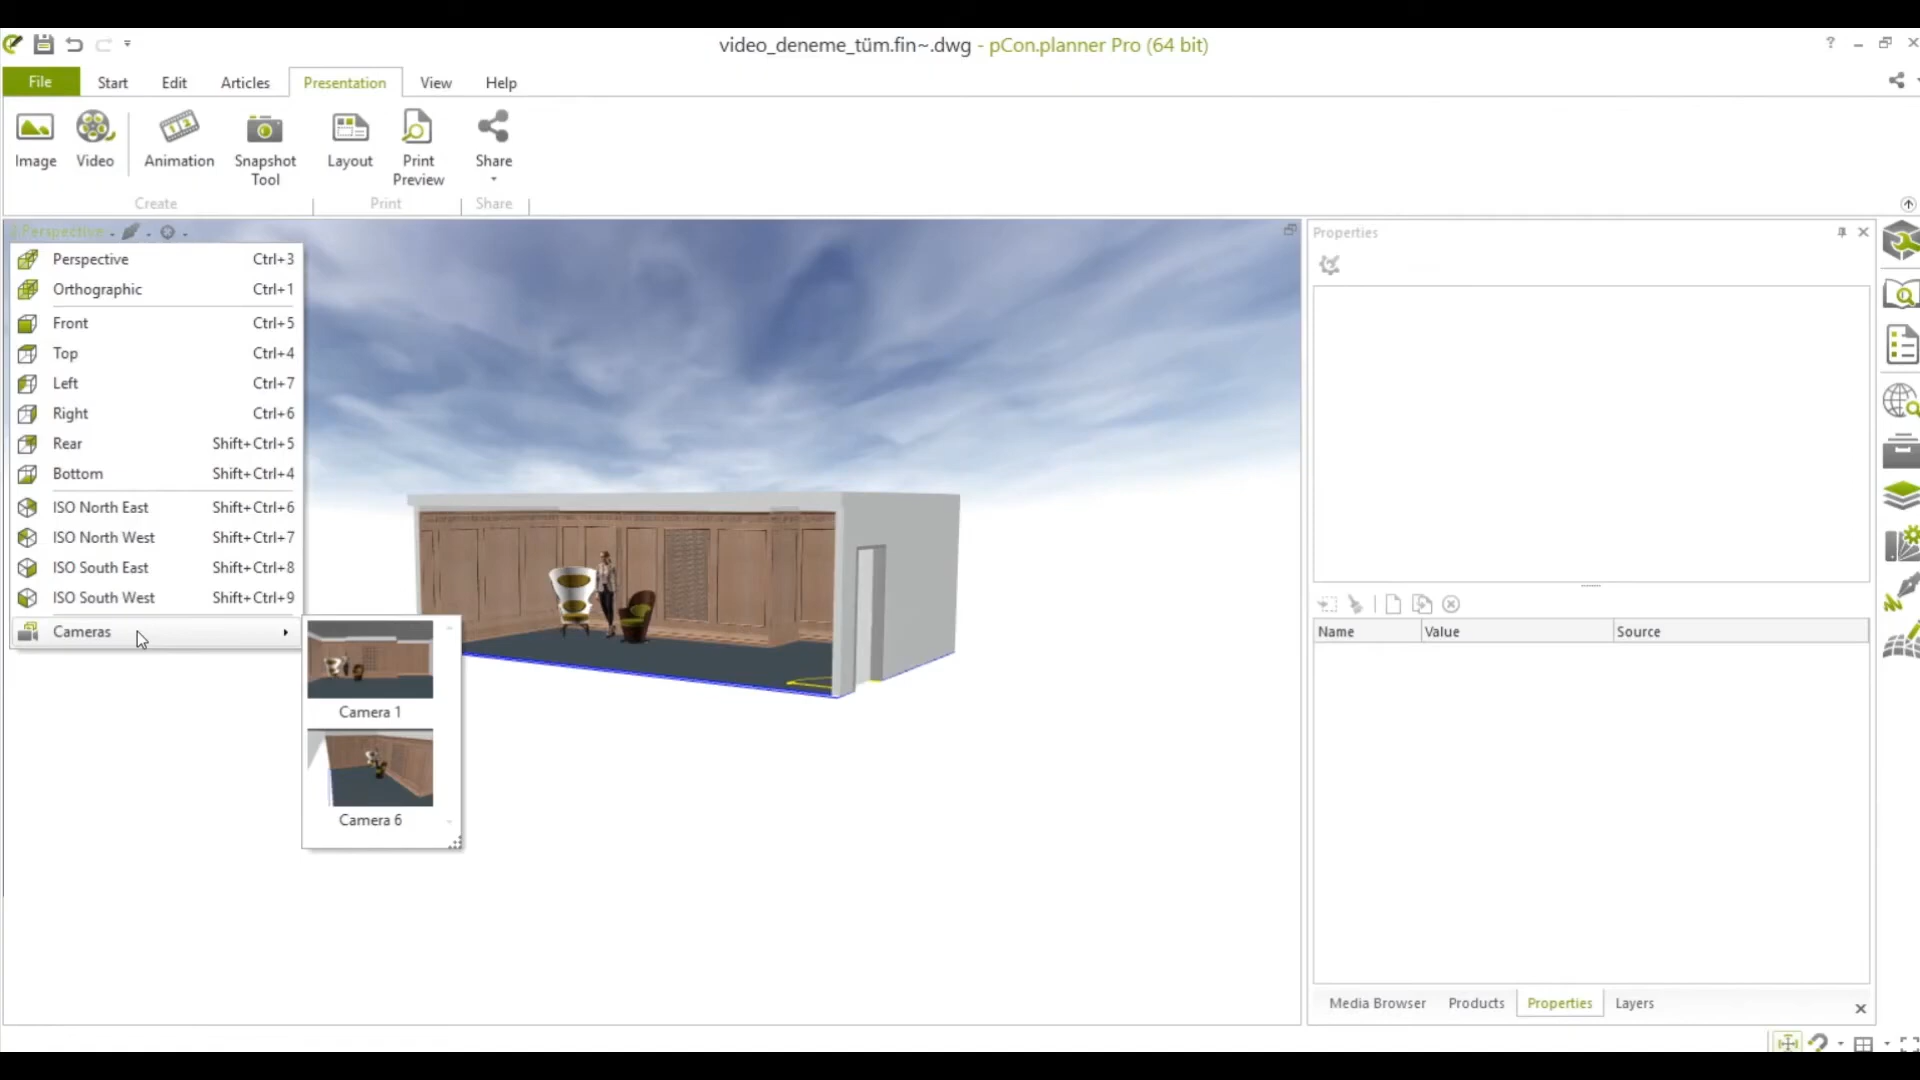 video_deneme_tüm.fin~.dwg - pCon.planner Pro (64 bit)
File Start Edit Articles Presentation View Help
Image Video Animation Snapshot Tool Layout Print Preview Share
Create Print Share
Perspective
Properties
Perspective Ctrl+3
Orthographic Ctrl+1
Front Ctrl+5
Top Ctrl+4
Left Ctrl+7
Right Ctrl+6
Rear Shift+Ctrl+5
Bottom Shift+Ctrl+4
ISO North East Shift+Ctrl+6
ISO North West Shift+Ctrl+7
ISO South East Shift+Ctrl+8
ISO South West Shift+Ctrl+9
Cameras
Name Value Source
Camera 1
Camera 6
Media Browser Products Properties Layers